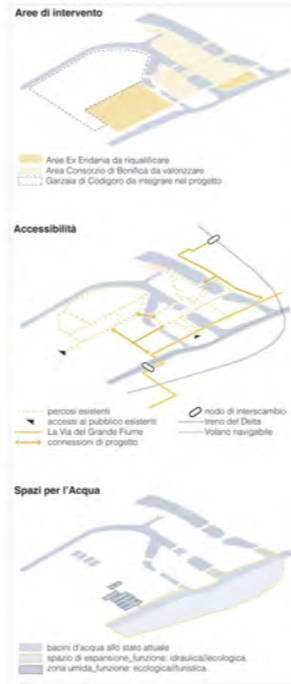 Aree di intervento
Aree Ex Eridania da riqualificare
Area Consorzio di Bonifica da valorizzare
Garzaia di Codigoro da integrare nel progetto
Accessibilità
percosi esistenti
accessi al pubblico esistenti
La Via del Grande Fiume
connessioni di progetto
nodo di interscambio
treno del Delta
Volano navigabile
Spazi per l'Acqua
bacini d'acqua allo stato attuale
spazio di espansione_funzione: idraulica/ecologica.
zona umida_funzione: ecologica/turistica.